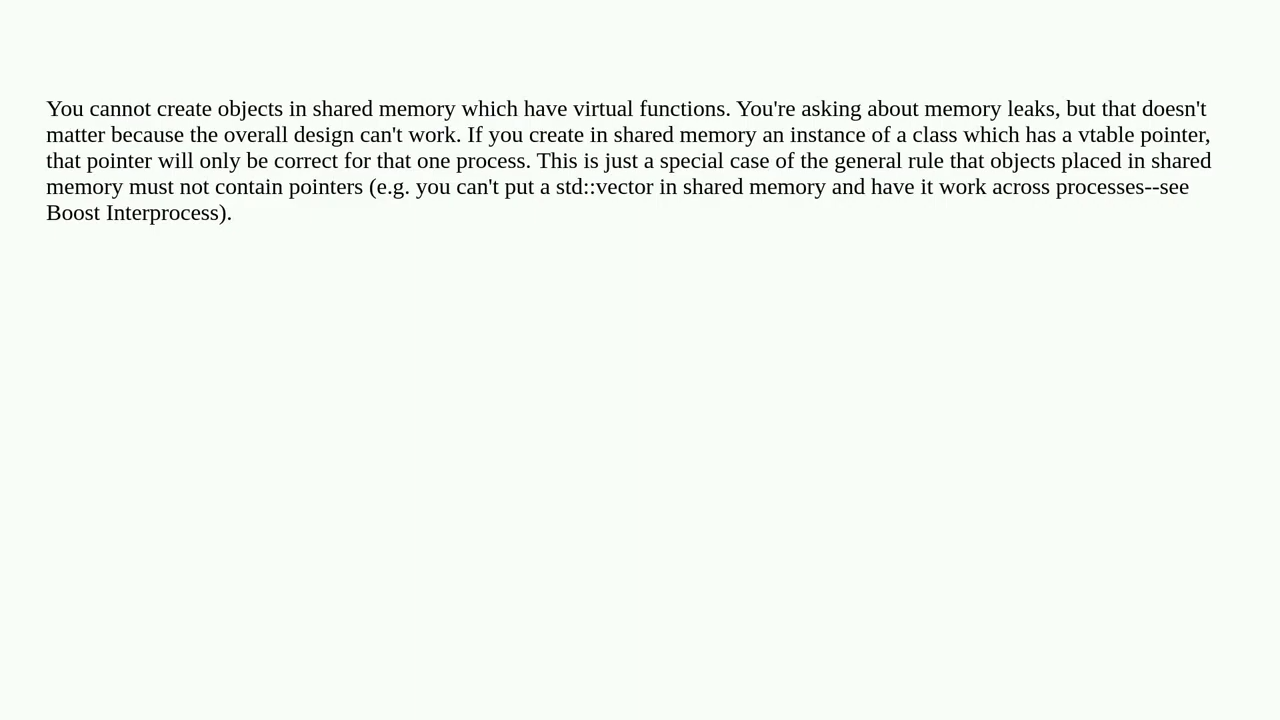 You cannot create objects in shared memory which have virtual functions. You're asking about memory leaks, but that doesn't
matter because the overall design can't work. If you create in shared memory an instance of a class which has a vtable pointer,
that pointer will only be correct for that one process. This is just a special case of the general rule that objects placed in shared
memory must not contain pointers (e.g. you can't put a std::vector in shared memory and have it work across processes--see
Boost Interprocess).